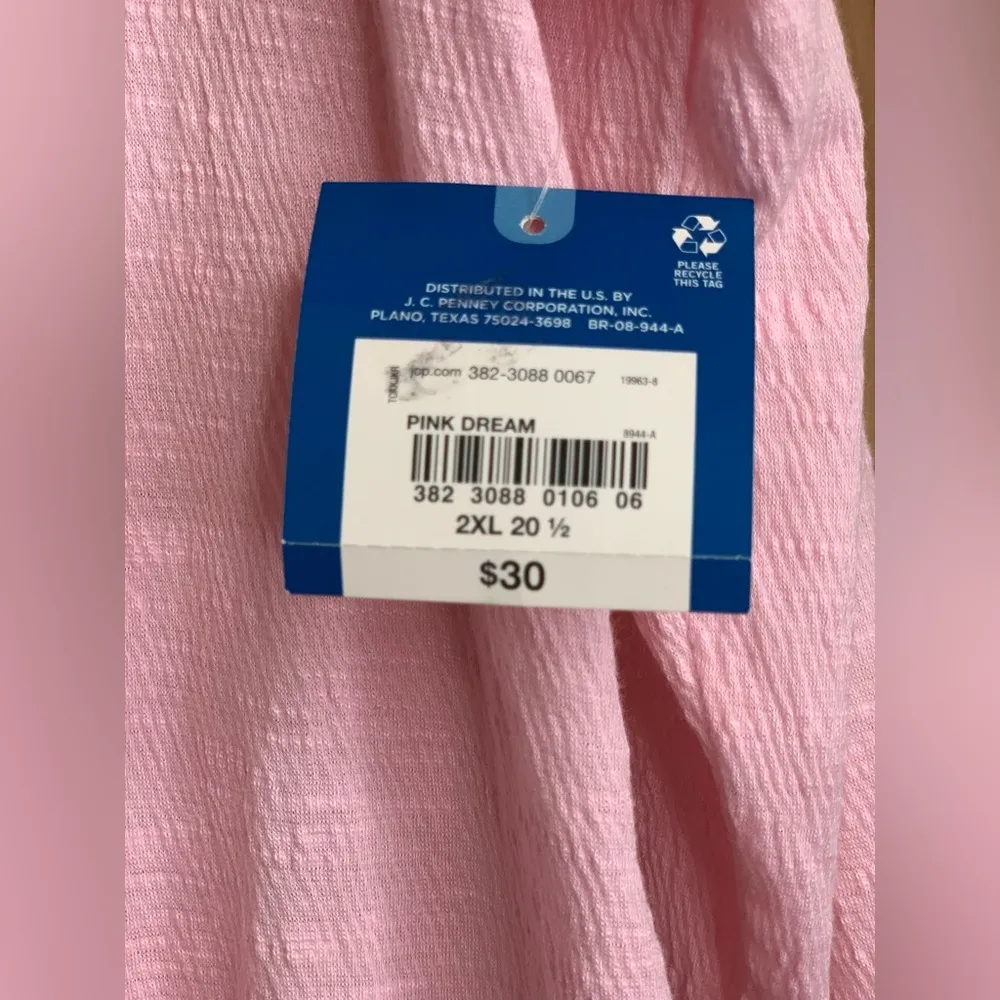 PLEASE
RECYCLE
THIS TAG
DISTRIBUTED IN THE U.S. BY
J. C. PENNEY CORPORATION, INC.
PLANO, TEXAS 75024-3698 BR-08-944-A
jcp.com 382-3088 0067 19963-8
PINK DREAM
8944-A
382 3088 0106 06
2XL 20 ½
$30